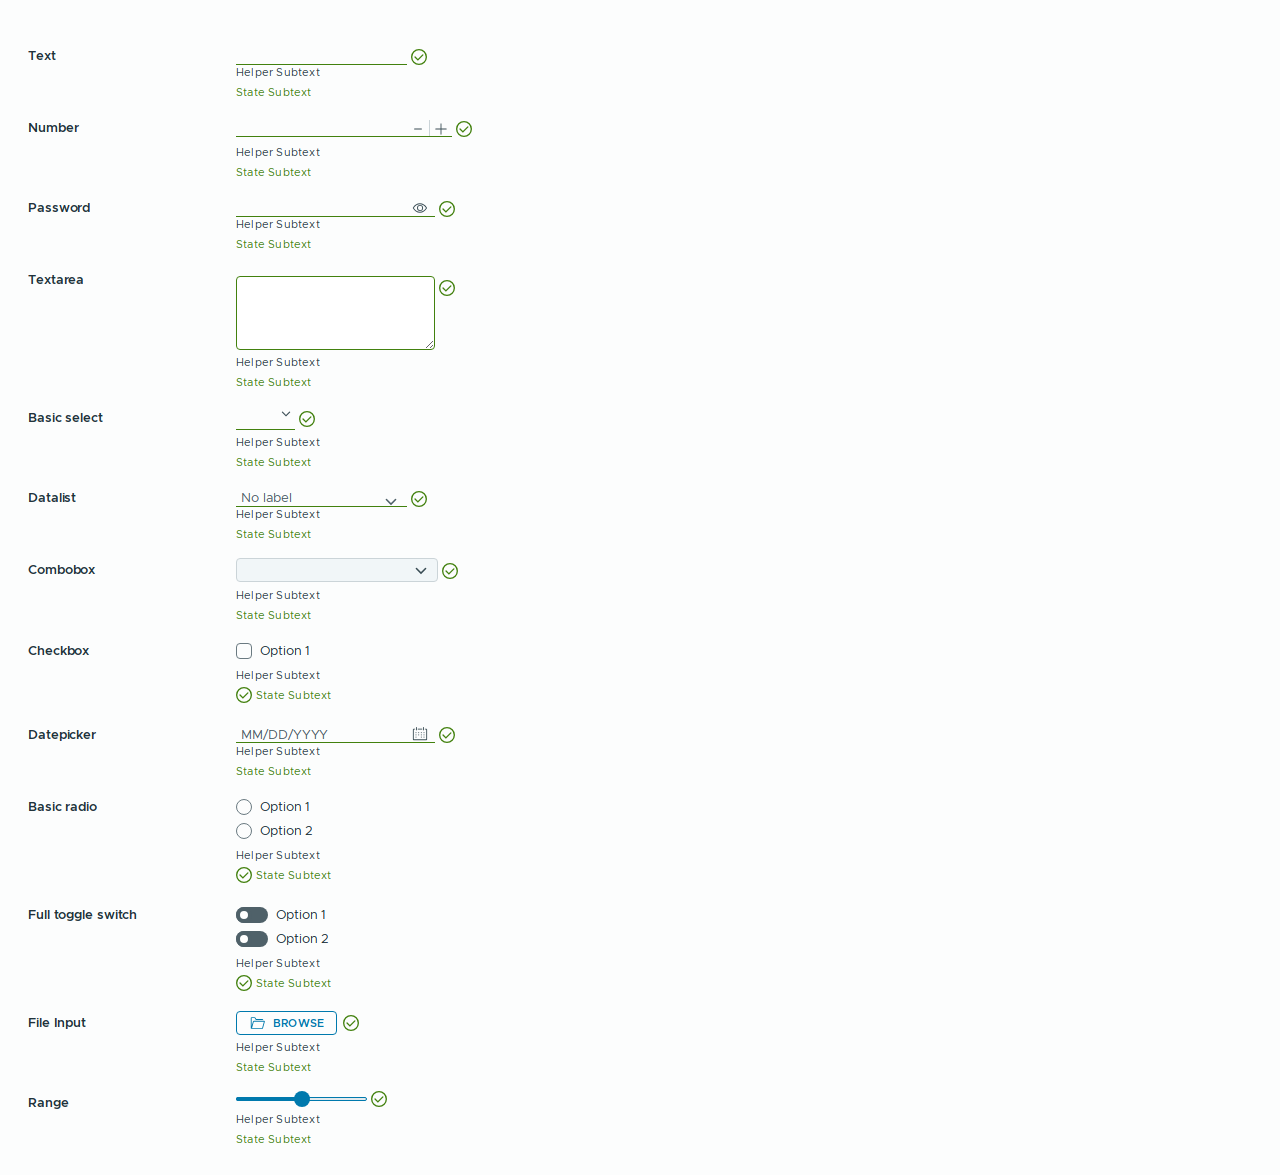 Text
Helper Subtext
State Subtext
Number
Helper Subtext
State Subtext
Password
Helper Subtext
State Subtext
Textarea
Helper Subtext
State Subtext
Basic select
Helper Subtext
State Subtext
Datalist No label
Helper Subtext
State Subtext
Combobox
Helper Subtext
State Subtext
Checkbox Option 1
Helper Subtext
State Subtext
Datepicker MM/DD/YYYY
Helper Subtext
State Subtext
Basic radio Option 1
Option 2
Helper Subtext
State Subtext
Full toggle switch Option 1
Option 2
Helper Subtext
State Subtext
File Input BROWSE
Helper Subtext
State Subtext
Range
Helper Subtext
State Subtext